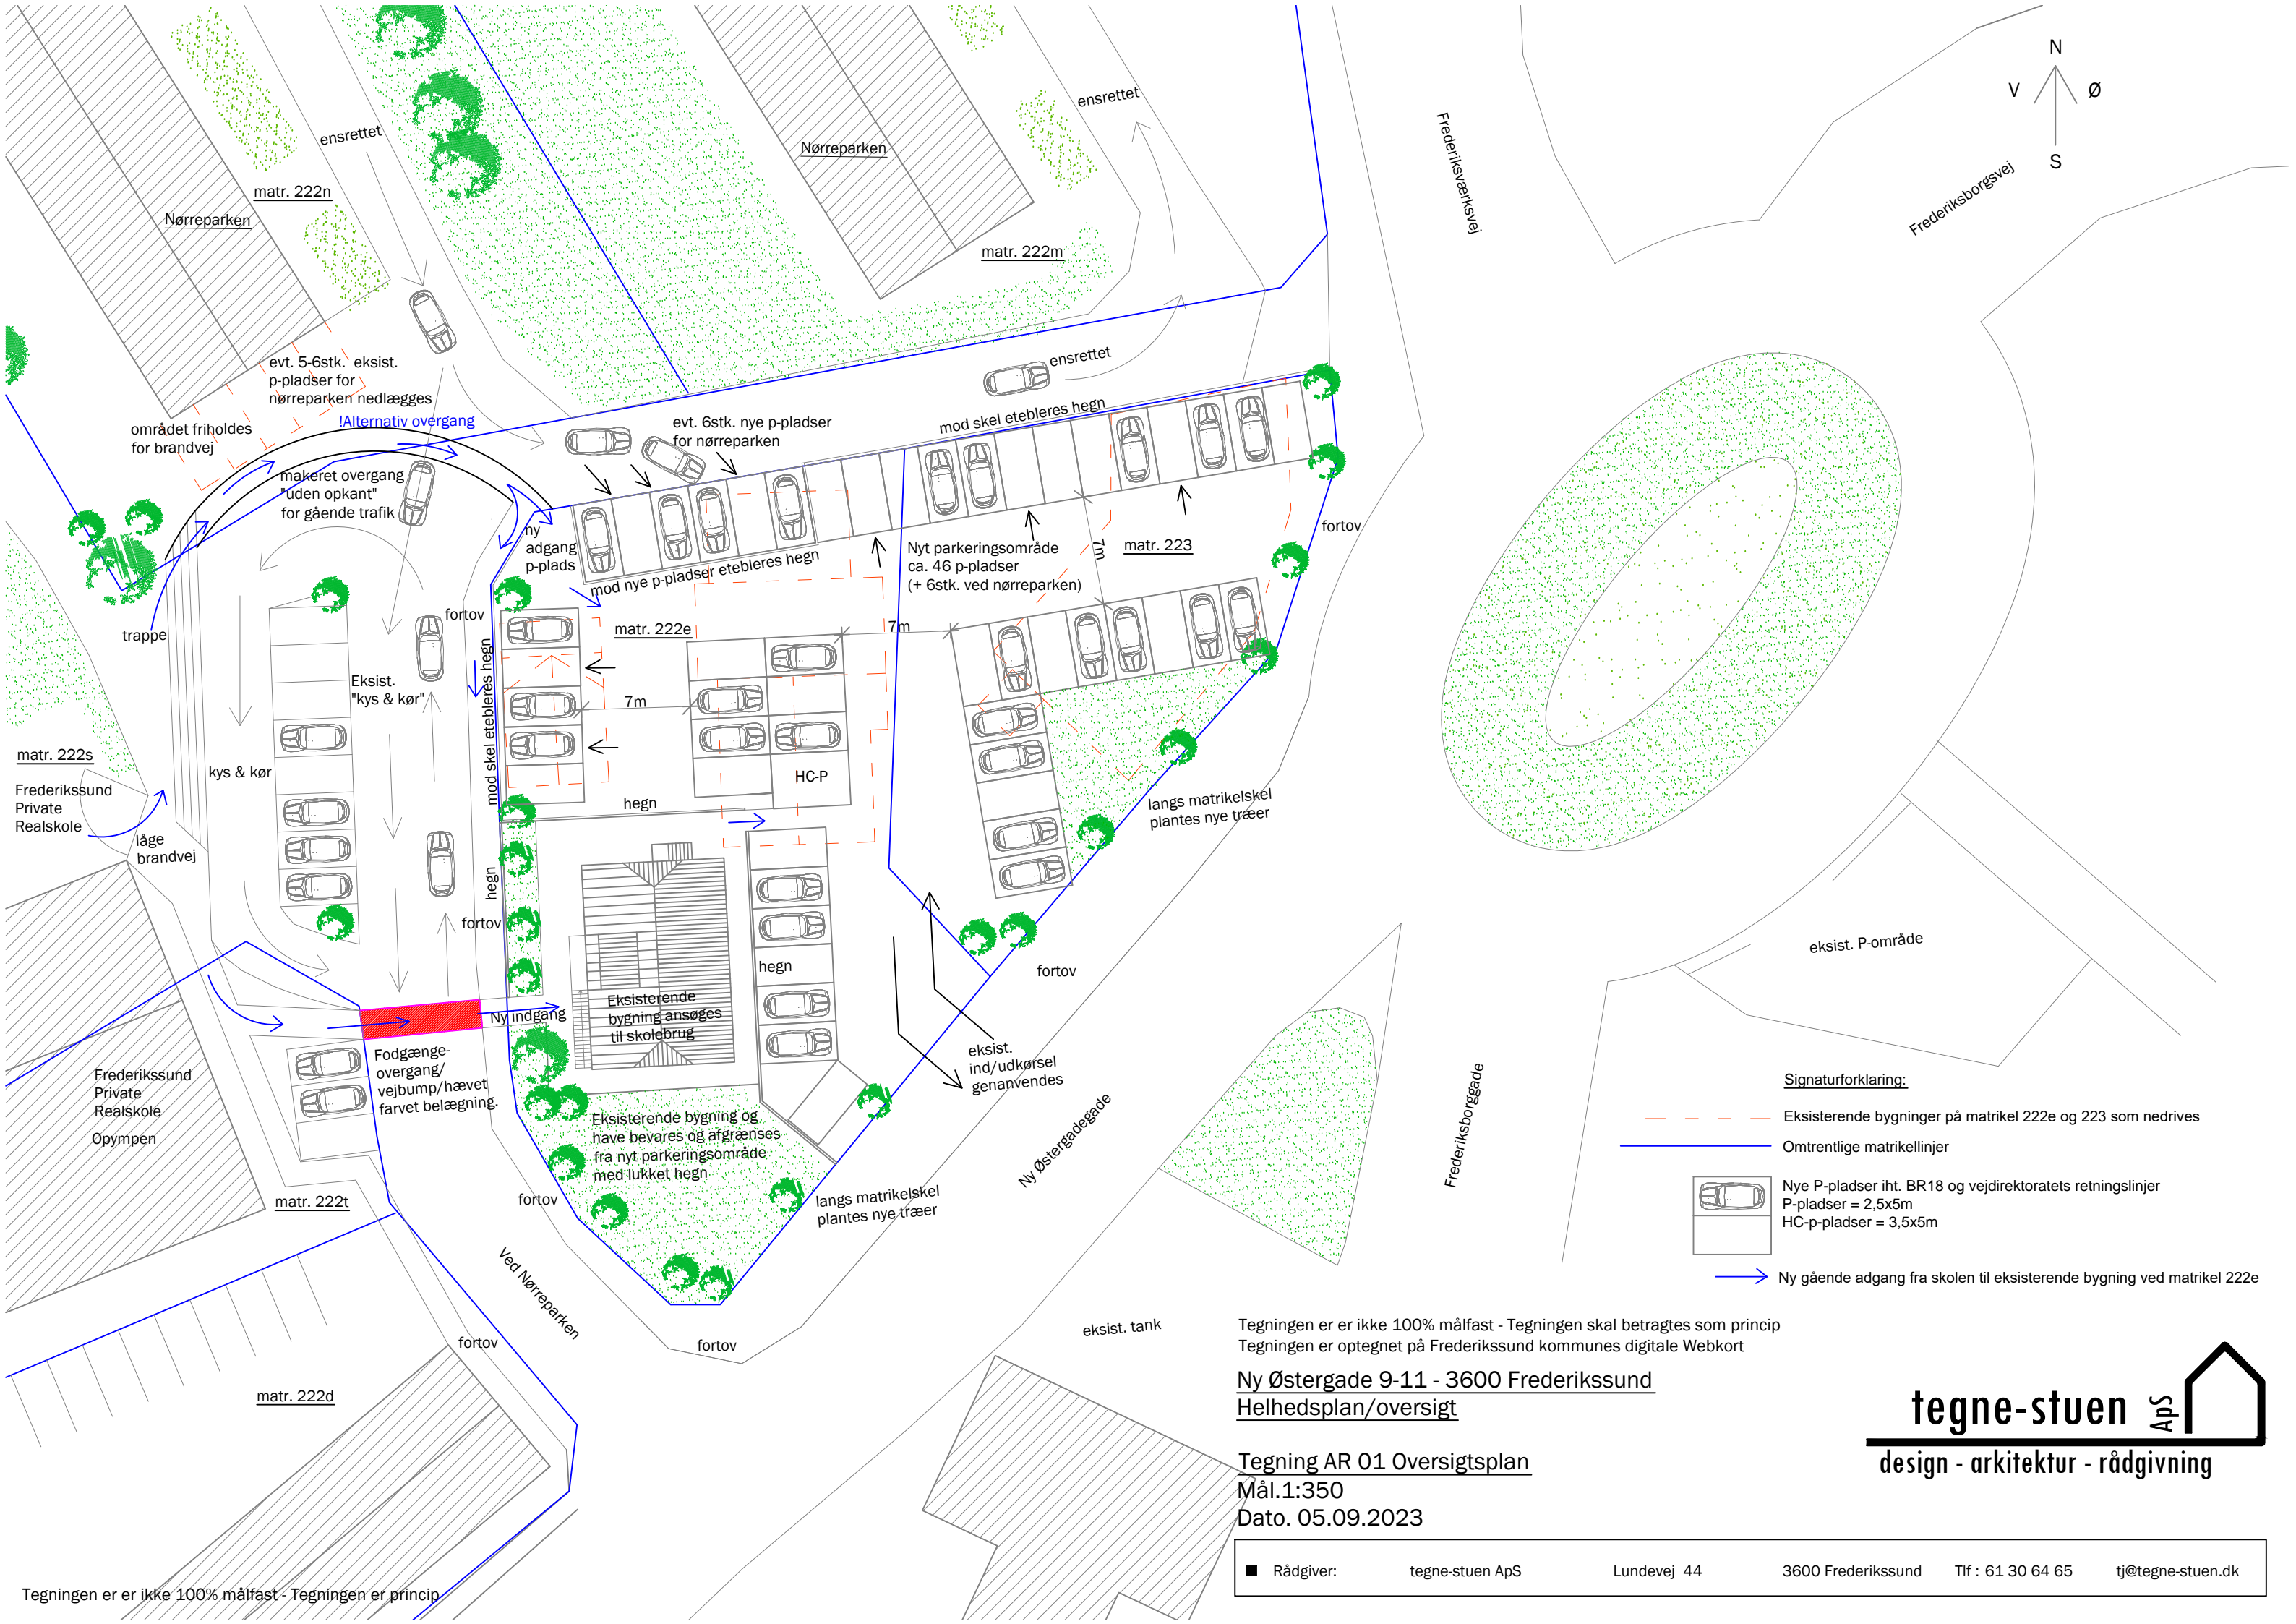 N
V
Ø
S
ensrettet
ensrettet
Frederiksværksvej
Frederiksborgsvej
Nørreparken
matr. 222n
Nørreparken
matr. 222m
evt. 5-6stk. eksist.
p-pladser for
nørreparken nedlægges
!Alternativ overgang
området friholdes
for brandvej
ensrettet
evt. 6stk. nye p-pladser
for nørreparken
mod skel etebleres hegn
makeret overgang
"uden opkant"
for gående trafik
ny
adgang
p-plads
mod nye p-pladser etebleres hegn
Nyt parkeringsområde
ca. 46 p-pladser
(+ 6stk. ved nørreparken)
7m
matr. 223
fortov
trappe
fortov
matr. 222e
7m
mod skel etebleres hegn
Eksist.
"kys & kør"
7m
matr. 222s
kys & kør
HC-P
Frederikssund
Private
Realskole
låge
brandvej
hegn
langs matrikelskel
plantes nye træer
hegn
fortov
hegn
fortov
eksist. P-område
Ny indgang
Eksisterende
bygning ansøges
til skolebrug
Fodgænge-
overgang/
vejbump/hævet
farvet belægning.
eksist.
ind/udkørsel
genanvendes
Frederikssund
Private
Realskole
Opympen
Eksisterende bygning og
have bevares og afgrænses
fra nyt parkeringsområde
med lukket hegn
Ny Østergadegade
Frederiksborggade
matr. 222t
fortov
langs matrikelskel
plantes nye træer
Ved Nørreparken
fortov
fortov
eksist. tank
matr. 222d
Signaturforklaring:
Eksisterende bygninger på matrikel 222e og 223 som nedrives
Omtrentlige matrikellinjer
Nye P-pladser iht. BR18 og vejdirektoratets retningslinjer
P-pladser = 2,5x5m
HC-p-pladser = 3,5x5m
Ny gående adgang fra skolen til eksisterende bygning ved matrikel 222e
Tegningen er er ikke 100% målfast - Tegningen skal betragtes som princip
Tegningen er optegnet på Frederikssund kommunes digitale Webkort
Ny Østergade 9-11 - 3600 Frederikssund
Helhedsplan/oversigt
Tegning AR 01 Oversigtsplan
Mål.1:350
Dato. 05.09.2023
tegne-stuen ApS
design - arkitektur - rådgivning
Rådgiver: tegne-stuen ApS Lundevej 44 3600 Frederikssund Tlf : 61 30 64 65 tj@tegne-stuen.dk
Tegningen er er ikke 100% målfast - Tegningen er princip